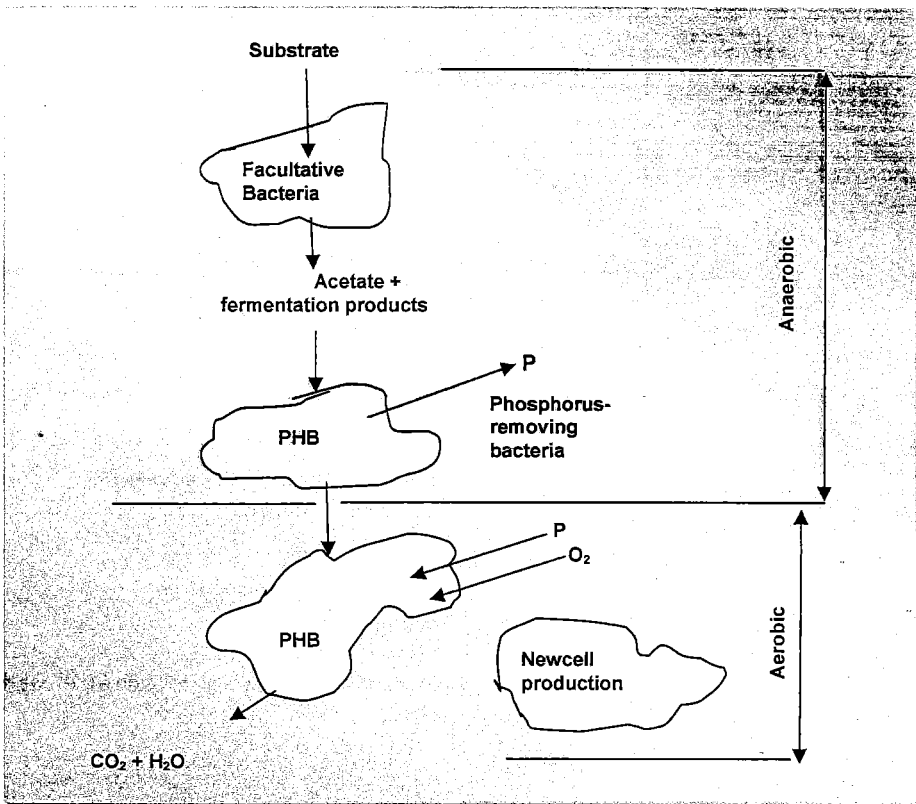 Substrate
Facultative
Bacteria
Acetate +
fermentation products
P
PHB
Phosphorus-
removing
bacteria
Anaerobic
P
O₂
PHB
Newcell
production
Aerobic
CO₂ + H₂O